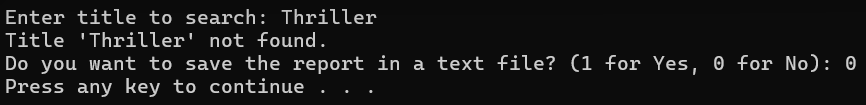 Enter title to search: Thriller
Title 'Thriller' not found.
Do you want to save the report in a text file? (1 for Yes, 0 for No): 0
Press any key to continue . . .